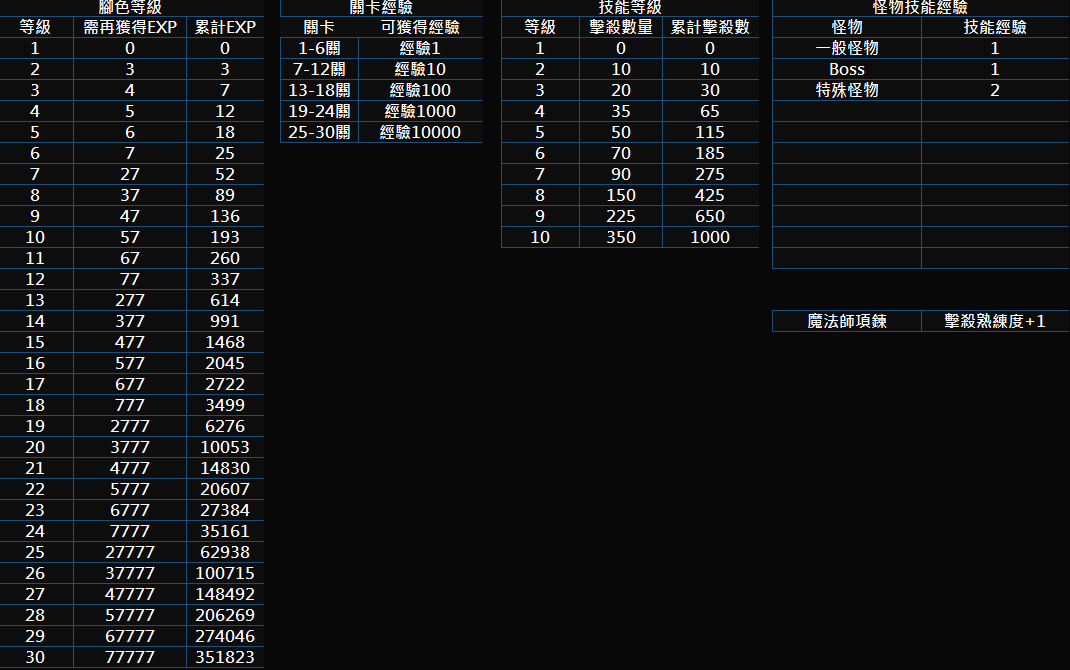 腳色等級
等級 需再獲得EXP 累計EXP
1 0 0
2 3 3
3 4 7
4 5 12
5 6 18
6 7 25
7 27 52
8 37 89
9 47 136
10 57 193
11 67 260
12 77 337
13 277 614
14 377 991
15 477 1468
16 577 2045
17 677 2722
18 777 3499
19 2777 6276
20 3777 10053
21 4777 14830
22 5777 20607
23 6777 27384
24 7777 35161
25 27777 62938
26 37777 100715
27 47777 148492
28 57777 206269
29 67777 274046
30 77777 351823
關卡經驗
關卡 可獲得經驗
1-6關 經驗1
7-12關 經驗10
13-18關 經驗100
19-24關 經驗1000
25-30關 經驗10000
技能等級
等級 擊殺數量 累計擊殺數
1 0 0
2 10 10
3 20 30
4 35 65
5 50 115
6 70 185
7 90 275
8 150 425
9 225 650
10 350 1000
怪物技能經驗
怪物 技能經驗
一般怪物 1
Boss 1
特殊怪物 2
魔法師項鍊 擊殺熟練度+1